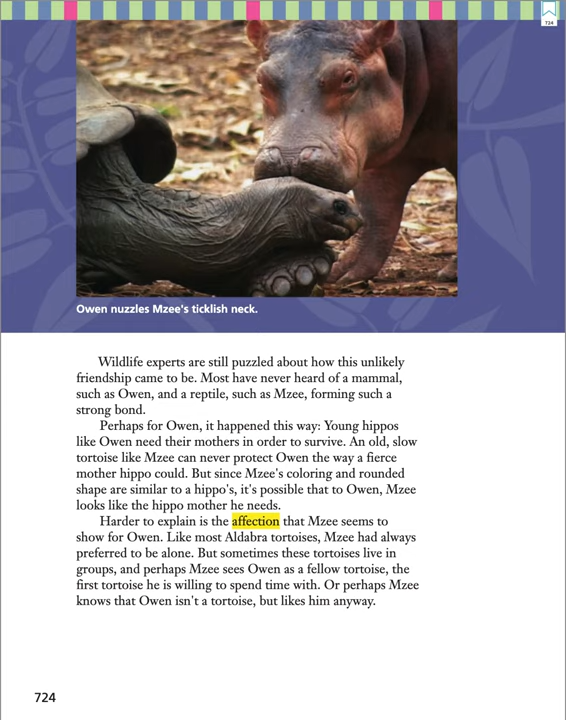 724
Owen nuzzles Mzee's ticklish neck.
Wildlife experts are still puzzled about how this unlikely
friendship came to be. Most have never heard of a mammal,
such as Owen, and a reptile, such as Mzee, forming such a
strong bond.
Perhaps for Owen, it happened this way: Young hippos
like Owen need their mothers in order to survive. An old, slow
tortoise like Mzee can never protect Owen the way a fierce
mother hippo could. But since Mzee's coloring and rounded
shape are similar to a hippo's, it's possible that to Owen, Mzee
looks like the hippo mother he needs.
Harder to explain is the affection that Mzee seems to
show for Owen. Like most Aldabra tortoises, Mzee had always
preferred to be alone. But sometimes these tortoises live in
groups, and perhaps Mzee sees Owen as a fellow tortoise, the
first tortoise he is willing to spend time with. Or perhaps Mzee
knows that Owen isn't a tortoise, but likes him anyway.
724